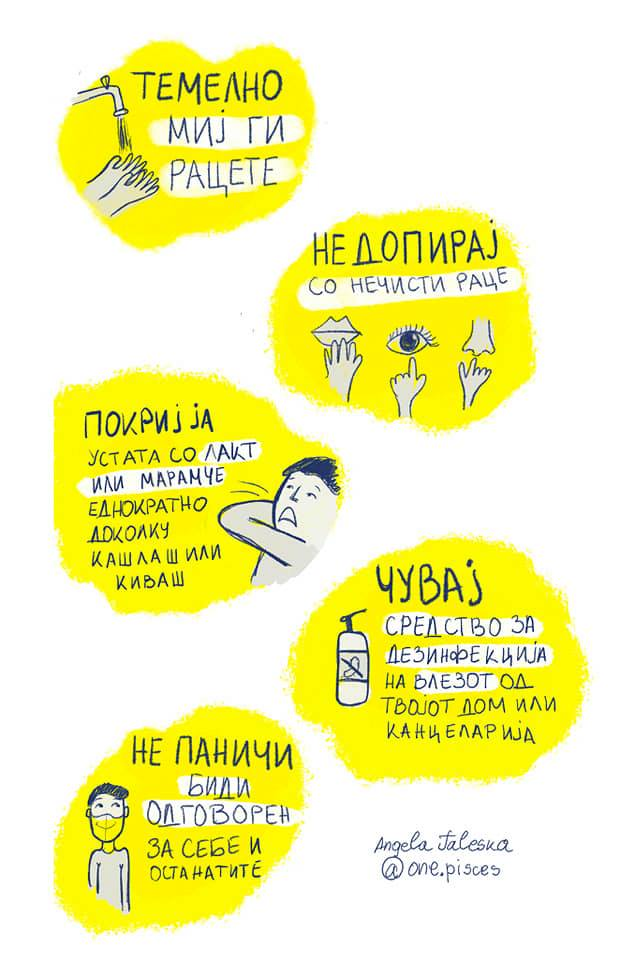 ТЕМЕЛНО
МИЈ ГИ
РАЦЕТЕ
НЕ ДОПИРАЈ
СО НЕЧИСТИ РАЦЕ
ПОКРИЈ ЈА
УСТАТА СО ЛАКТ
ИЛИ МАРАМЧЕ
ЕДНОКРАТНО
ДОКОЛКУ
КАШЛАШ ИЛИ
КИВАШ
ЧУВАЈ
СРЕДСТВО ЗА
ДЕЗИНФЕКЦИЈА
НА ВЛЕЗОТ ОД
ТВОЈОТ ДОМ ИЛИ
КАНЦЕЛАРИЈА
НЕ ПАНИЧИ
БИДИ
ОДГОВОРЕН
ЗА СЕБЕ И
ОСТАНАТИТЕ
Angela Taleska
@one.pisces